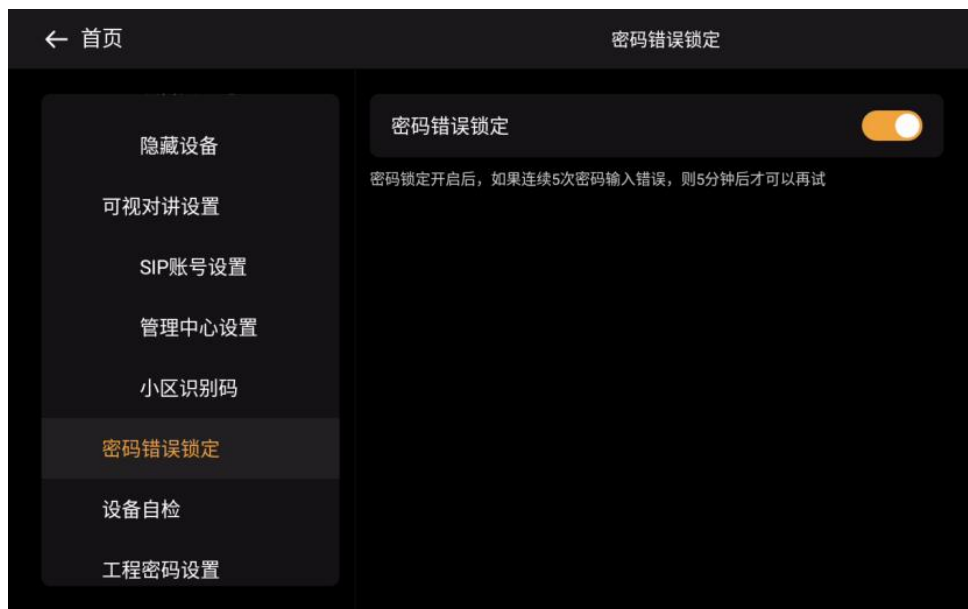 首页
密码错误锁定
隐藏设备
可视对讲设置
SIP账号设置
管理中心设置
小区识别码
密码错误锁定
设备自检
工程密码设置
密码错误锁定
密码锁定开启后，如果连续5次密码输入错误，则5分钟后才可以再试